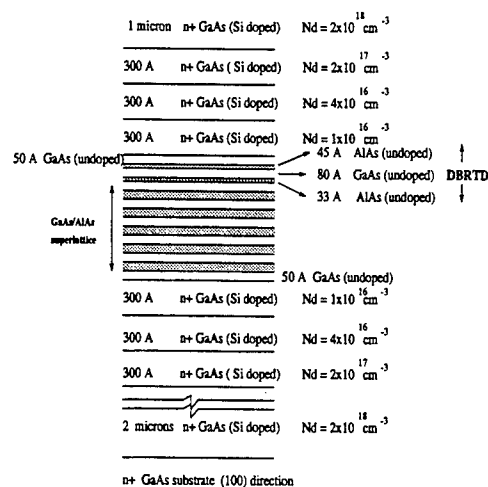 1 micron n+ GaAs (Si doped) Nd = 2x10 18 cm -3
300 A n+ GaAs ( Si doped) Nd = 2x10 17 cm -3
300 A n+ GaAs (Si doped) Nd = 4x10 16 cm -3
300 A n+ GaAs (Si doped) Nd = 1x10 16 cm -3
50 A GaAs (undoped)
45 A AlAs (undoped)
80 A GaAs (undoped) DBRTD
33 A AlAs (undoped)
GaAs/AlAs
superlattice
50 A GaAs (undoped)
300 A n+ GaAs (Si doped) Nd = 1x10 16 cm -3
300 A n+ GaAs (Si doped) Nd = 4x10 16 cm -3
300 A n+ GaAs ( Si doped) Nd = 2x10 17 cm -3
2 microns n+ GaAs (Si doped) Nd = 2x10 18 cm -3
n+ GaAs substrate (100) direction